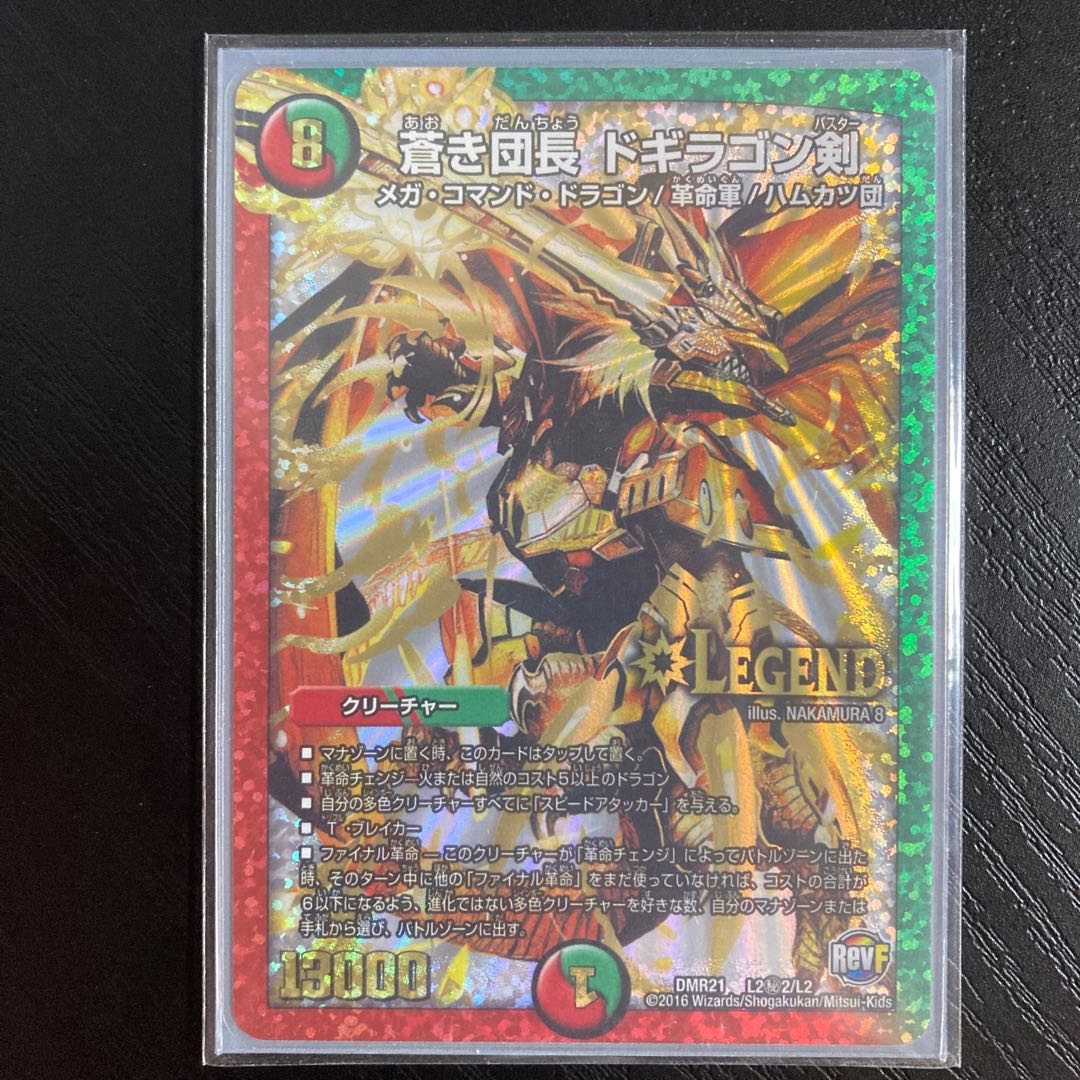 8
蒼き団長 ドギラゴン剣
あお だんちょう バスター
メガ・コマンド・ドラゴン/革命軍/ハムカツ団
かくめいぐん だん
LEGEND
illus. NAKAMURA 8
クリーチャー
■ マナゾーンに置く時、このカードはタップして置く。
■ 革命チェンジ―火または自然のコスト5以上のドラゴン
■ 自分の多色クリーチャーすべてに「スピードアタッカー」を与える。
■ T・ブレイカー
■ ファイナル革命 ― このクリーチャーが「革命チェンジ」によってバトルゾーンに出た
時、そのターン中に他の「ファイナル革命」をまだ使っていなければ、コストの合計が
6以下になるよう、進化ではない多色クリーチャーを好きな数、自分のマナゾーンまたは
手札から選び、バトルゾーンに出す。
13000
1
RevF
DMR21 L2㊙2/L2
©2016 Wizards/Shogakukan/Mitsui-Kids